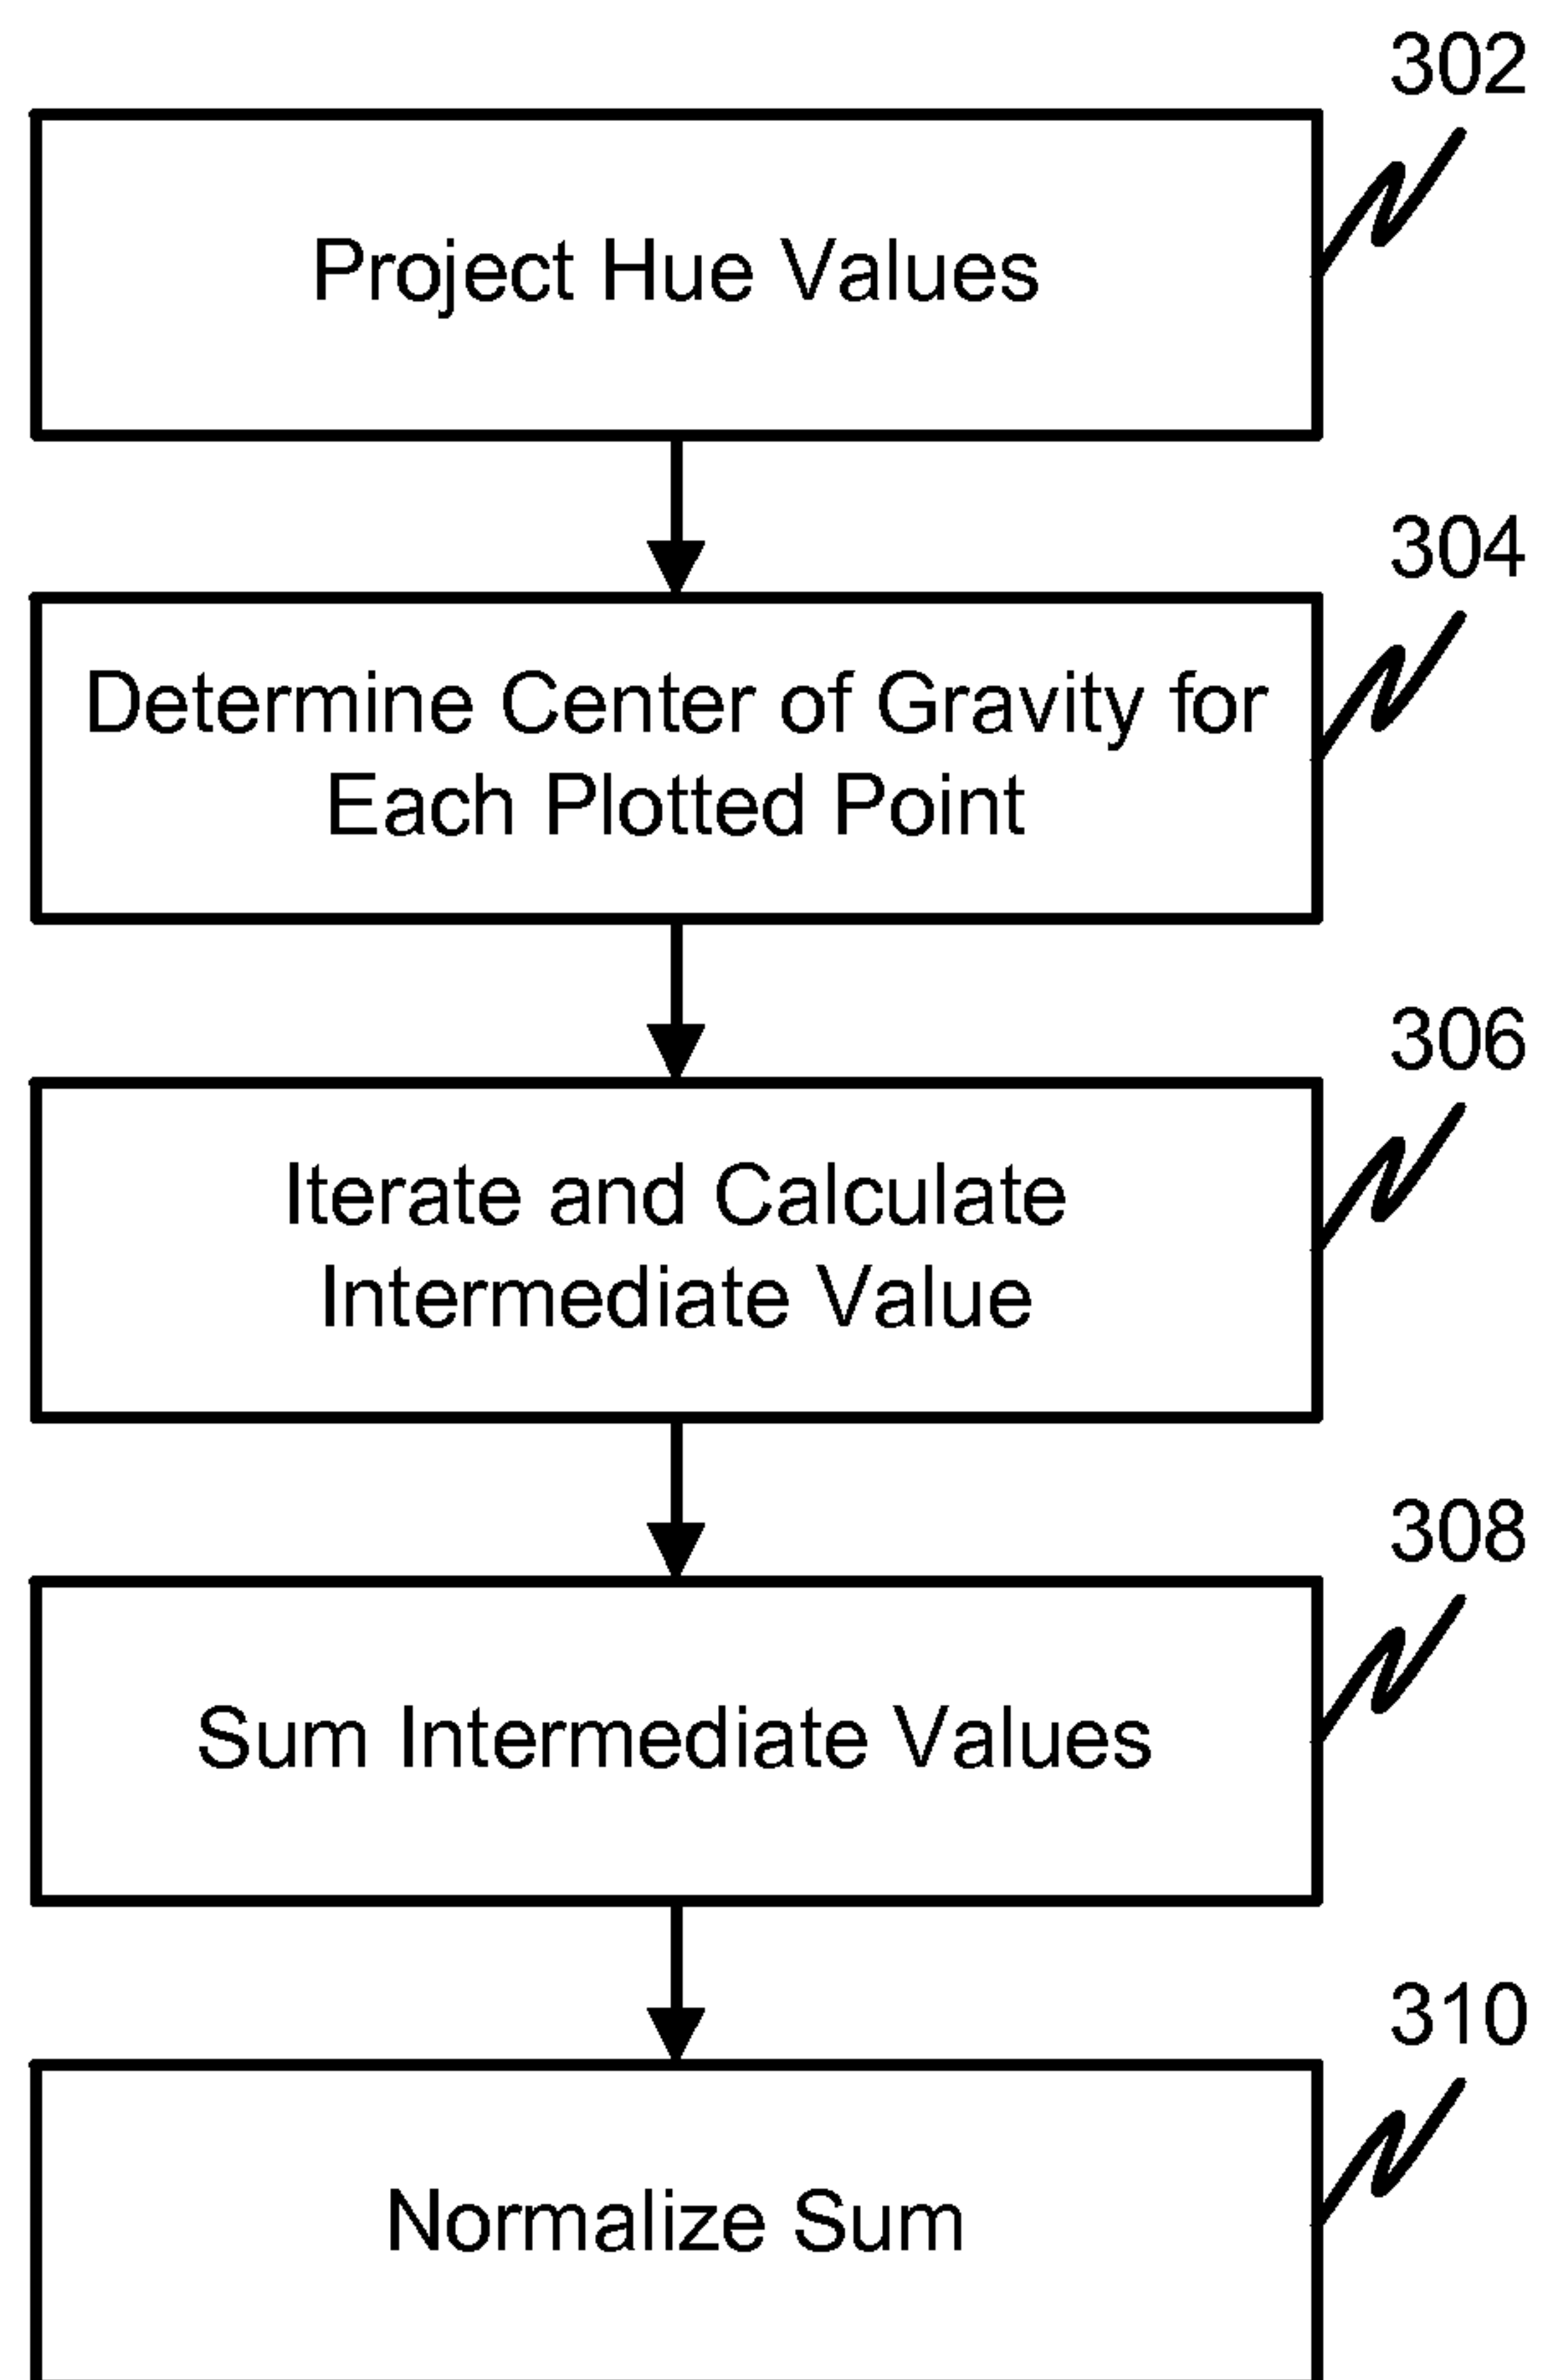 302
Project Hue Values
304
Determine Center of Gravity for
Each Plotted Point
306
Iterate and Calculate
Intermediate Value
308
Sum Intermediate Values
310
Normalize Sum